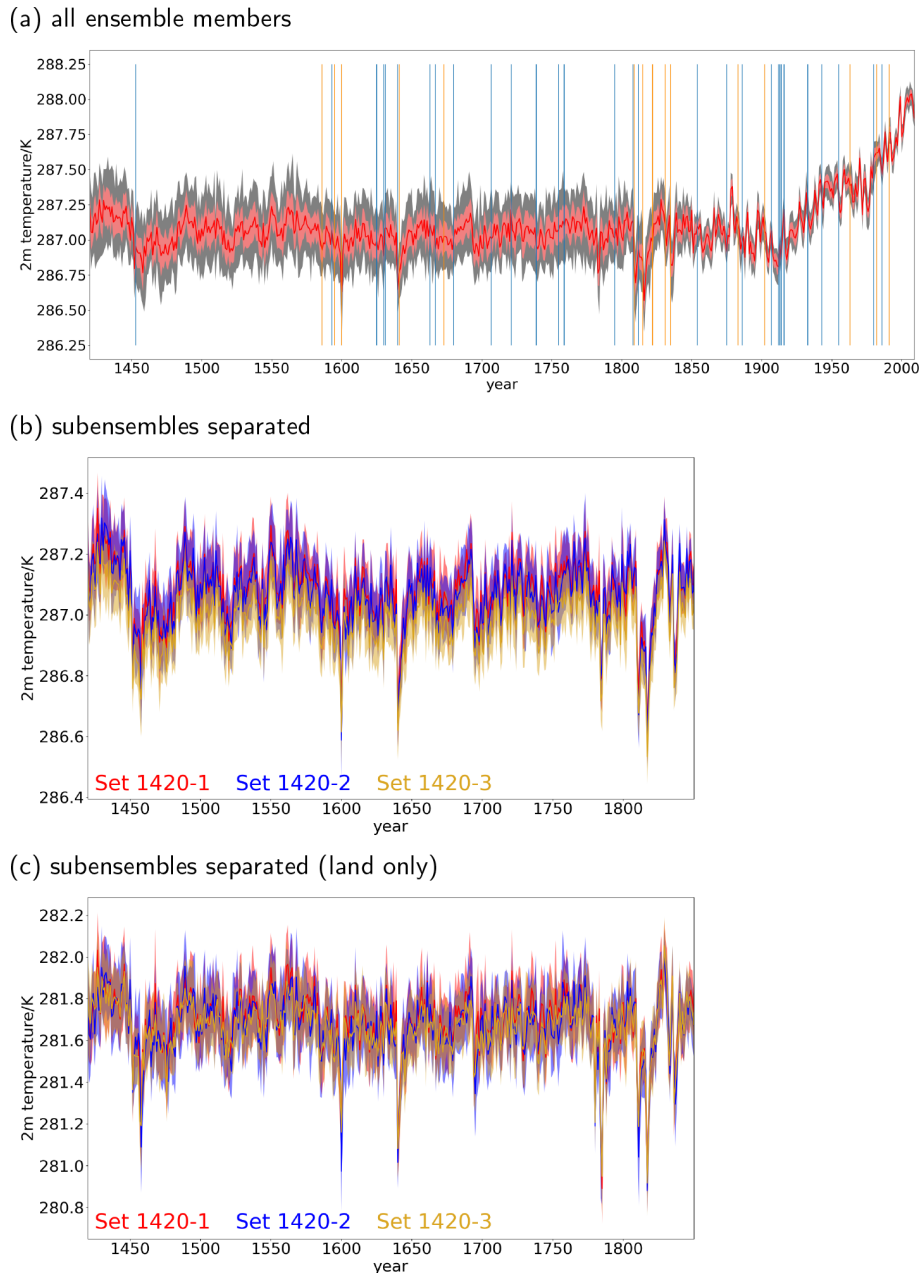 (a) all ensemble members
288.25
288.00
287.75
287.50
287.25
287.00
286.75
286.50
286.25
2m temperature/K
1450 1500 1550 1600 1650 1700 1750 1800 1850 1900 1950 2000
year
(b) subensembles separated
287.4
287.2
287.0
286.8
286.6
286.4
2m temperature/K
Set 1420-1 Set 1420-2 Set 1420-3
1450 1500 1550 1600 1650 1700 1750 1800
year
(c) subensembles separated (land only)
282.2
282.0
281.8
281.6
281.4
281.2
281.0
280.8
2m temperature/K
Set 1420-1 Set 1420-2 Set 1420-3
1450 1500 1550 1600 1650 1700 1750 1800
year